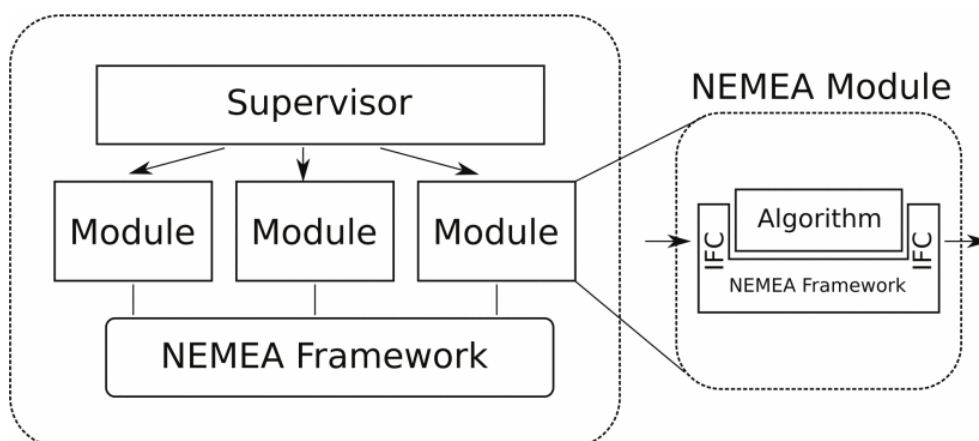 Supervisor
Module
Module
Module
NEMEA Framework
NEMEA Module
IFC
Algorithm
IFC
NEMEA Framework